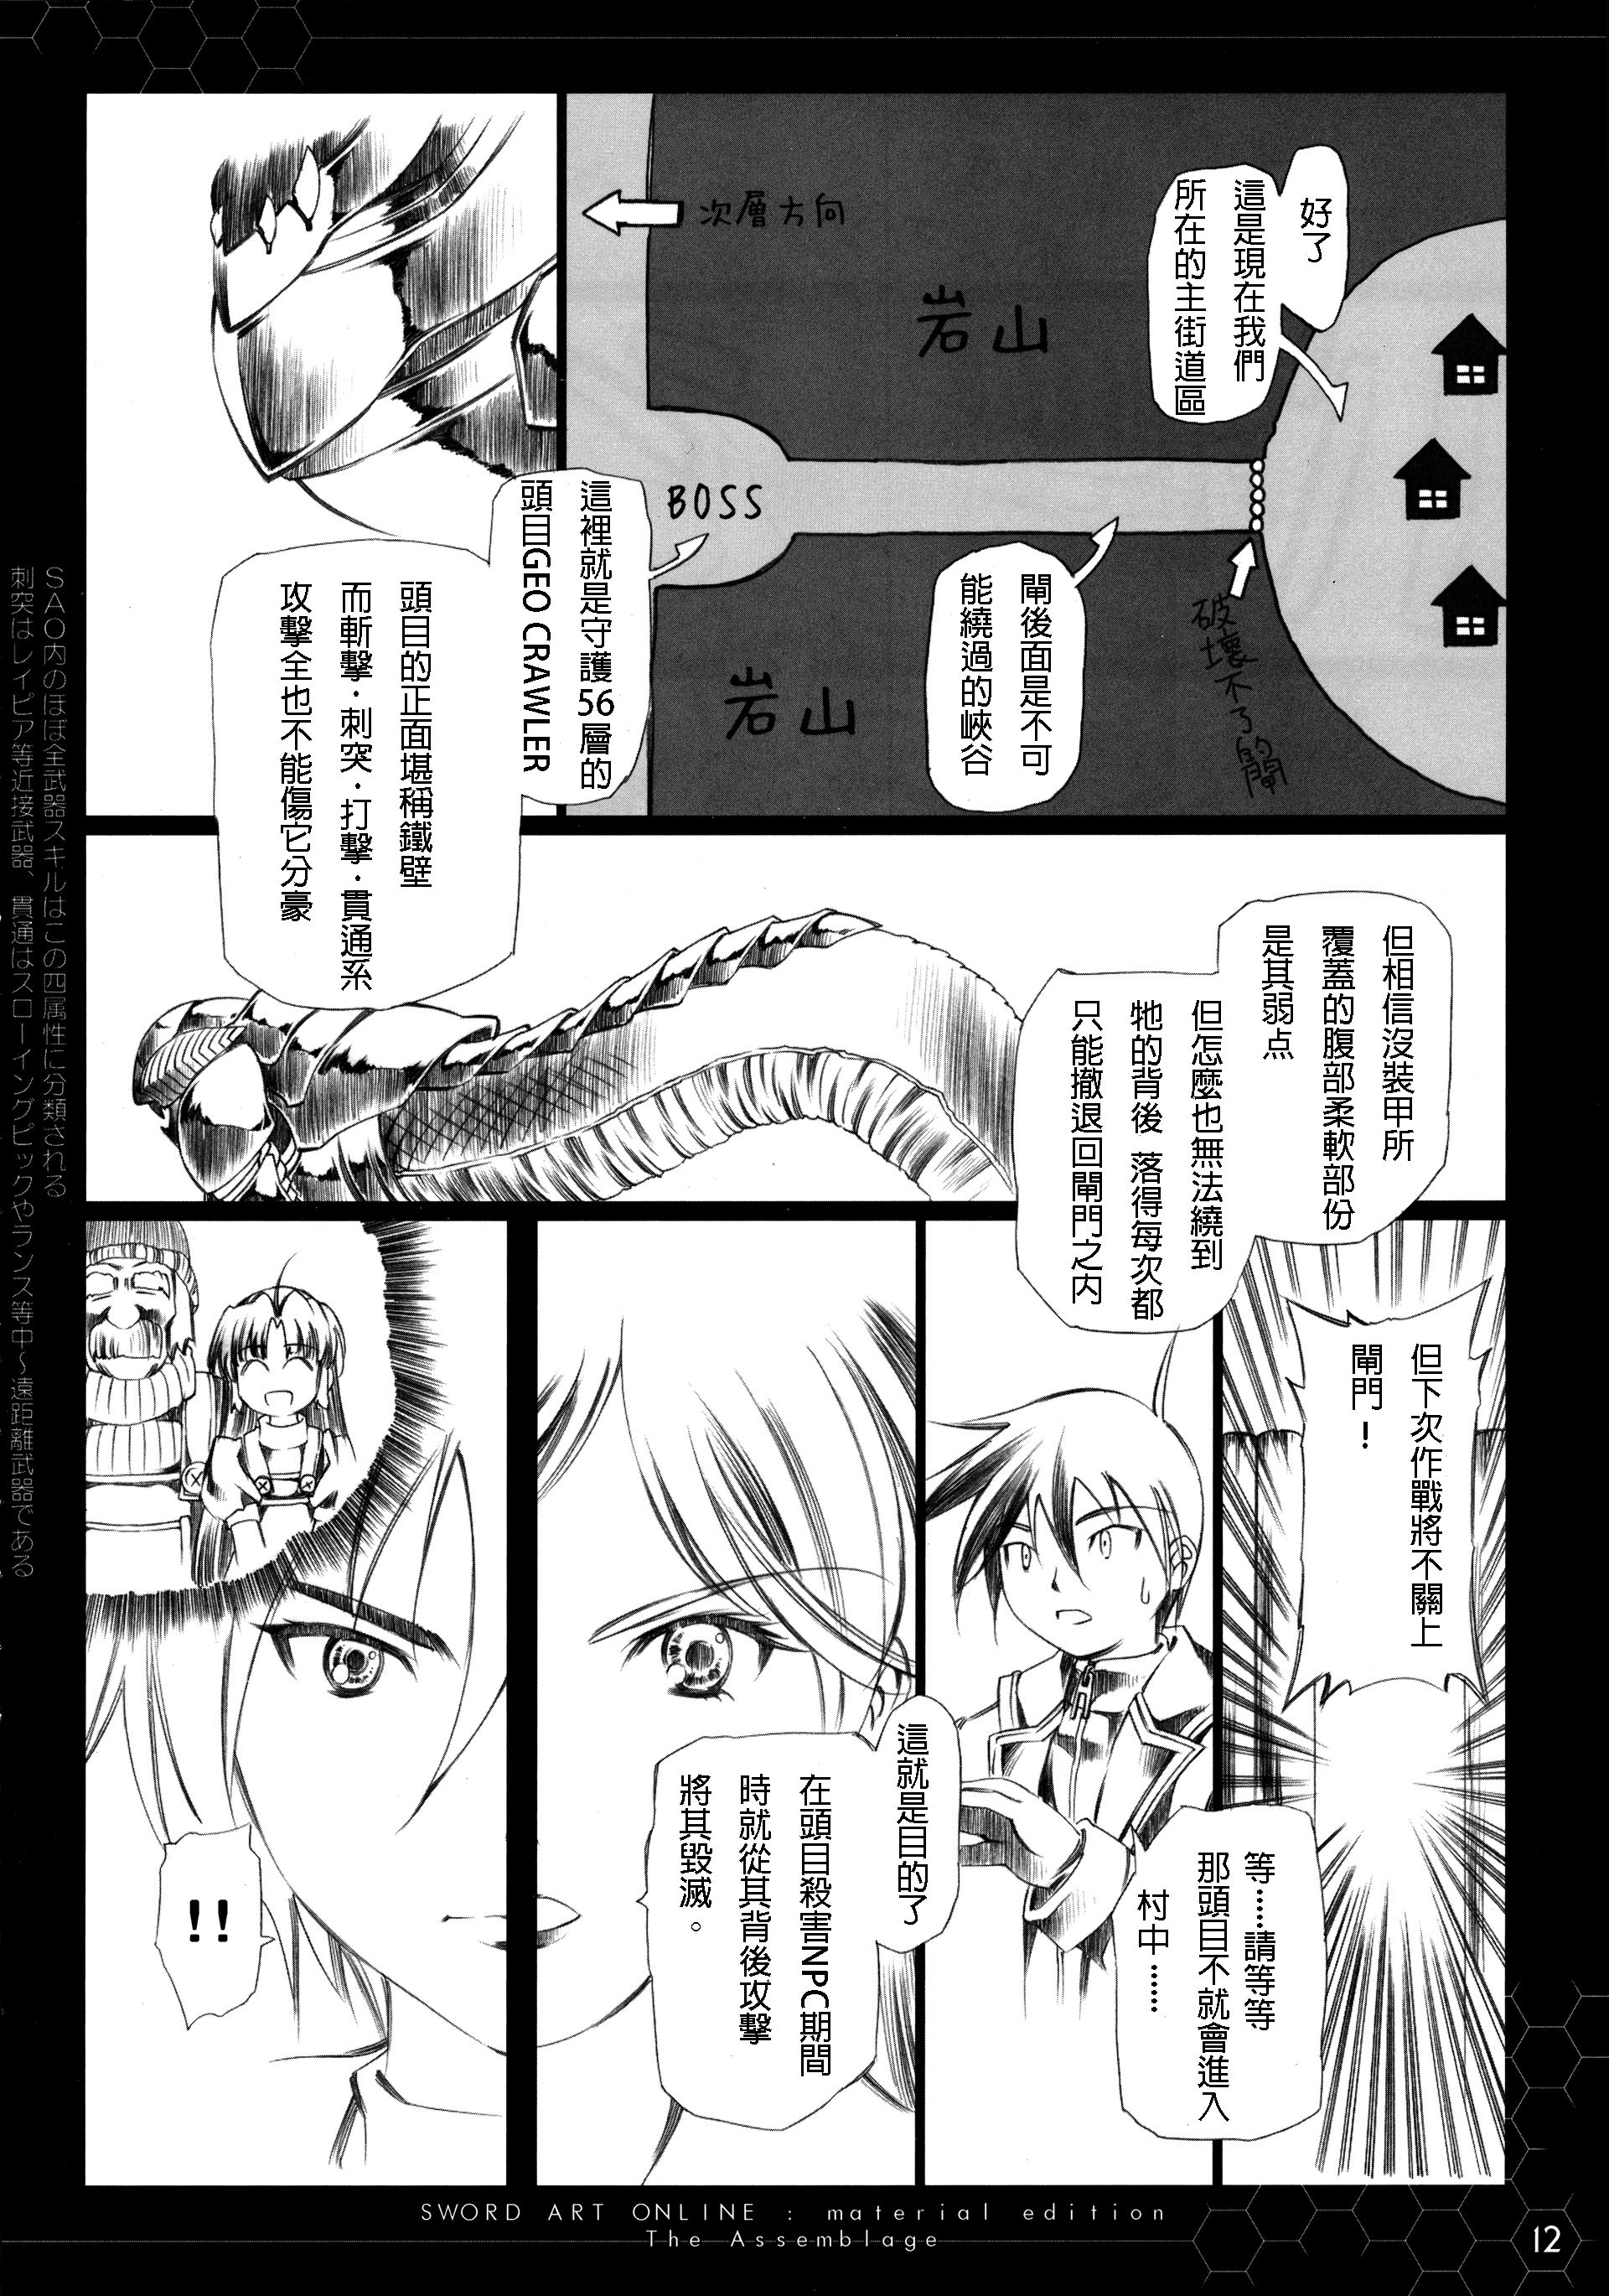 好了
這是現在我們
所在的主街道區
次層方向
岩山
BOSS
閘後面是不可
能繞過的峽谷
破壞不了的閘
岩山
這裡就是守護56層的
頭目GEO CRAWLER
頭目的正面堪稱鐵壁
而斬擊．刺突．打擊．貫通系
攻擊全也不能傷它分豪
但相信沒裝甲所
覆蓋的腹部柔軟部份
是其弱点
但怎麼也無法繞到
牠的背後 落得每次都
只能撤退回閘門之內
但下次作戰將不關上
閘門！
等……請等等
那頭目不就會進入
村中……
這就是目的了
在頭目殺害NPC期間
時就從其背後攻擊
將其毀滅。
!!
SAO内のほぼ全武器スキルはこの四属性に分類される
刺突はレイピア等近接武器、貫通はスローイングピックやランス等中～遠距離武器である
SWORD ART ONLINE : material edition
The Assemblage
12